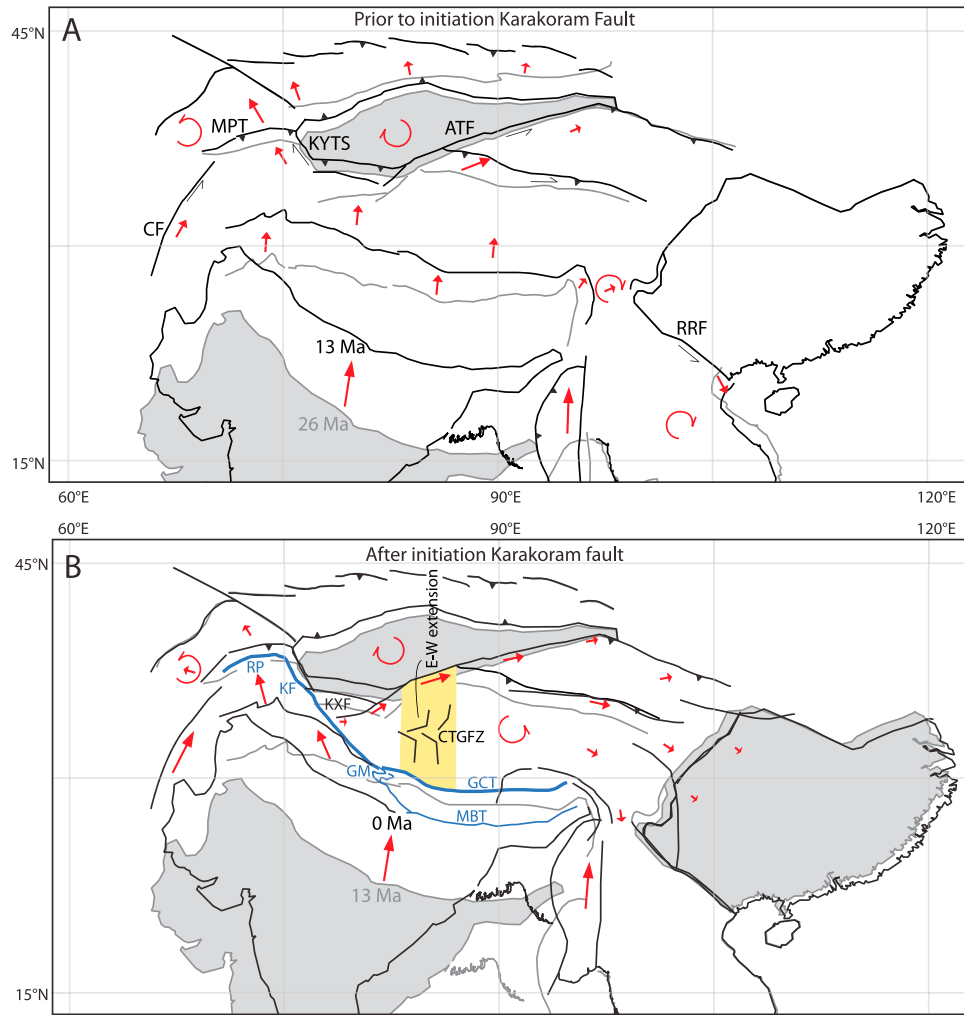 45°N
A
Prior to initiation Karakoram Fault
MPT
KYTS
ATF
CF
RRF
13 Ma
26 Ma
15°N
60°E
90°E
120°E
60°E
90°E
120°E
45°N
B
After initiation Karakoram fault
E-W extension
RP
KF
KXF
CTGFZ
GM
GCT
MBT
0 Ma
13 Ma
15°N